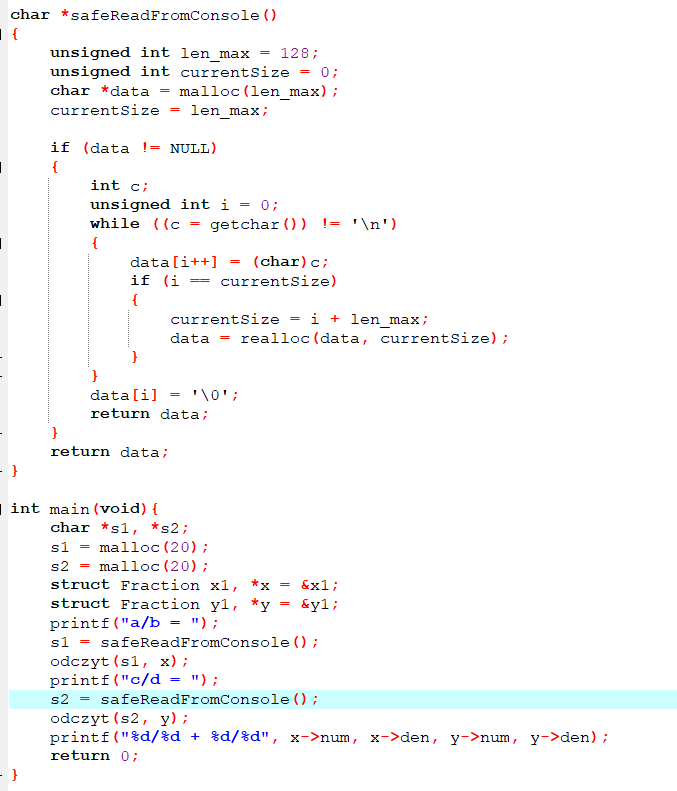 char *safeReadFromConsole()
{
    unsigned int len_max = 128;
    unsigned int currentSize = 0;
    char *data = malloc(len_max);
    currentSize = len_max;

    if (data != NULL)
    {
        int c;
        unsigned int i = 0;
        while ((c = getchar()) != '\n')
        {
            data[i++] = (char)c;
            if (i == currentSize)
            {
                currentSize = i + len_max;
                data = realloc(data, currentSize);
            }
        }
        data[i] = '\0';
        return data;
    }
    return data;
}

int main(void){
    char *s1, *s2;
    s1 = malloc(20);
    s2 = malloc(20);
    struct Fraction x1, *x = &x1;
    struct Fraction y1, *y = &y1;
    printf("a/b = ");
    s1 = safeReadFromConsole();
    odczyt(s1, x);
    printf("c/d = ");
    s2 = safeReadFromConsole();
    odczyt(s2, y);
    printf("%d/%d + %d/%d", x->num, x->den, y->num, y->den);
    return 0;
}